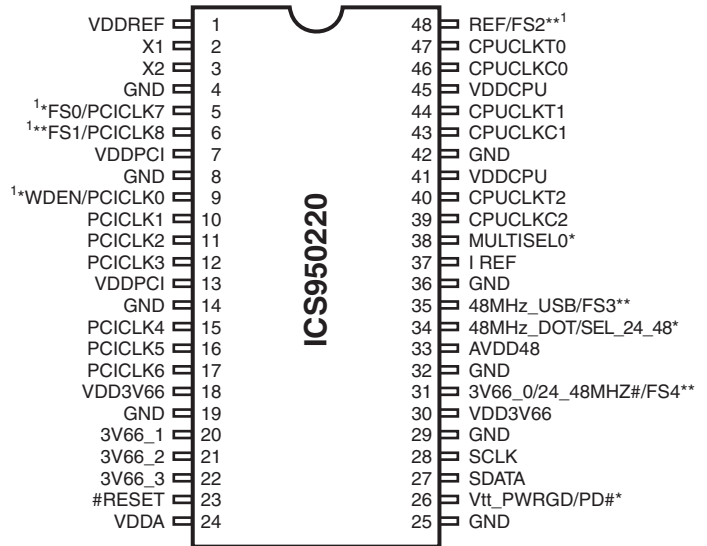 VDDREF 1 48 REF/FS2**1
X1 2 47 CPUCLKT0
X2 3 46 CPUCLKC0
GND 4 45 VDDCPU
1*FS0/PCICLK7 5 44 CPUCLKT1
1**FS1/PCICLK8 6 43 CPUCLKC1
VDDPCI 7 42 GND
GND 8 41 VDDCPU
1*WDEN/PCICLK0 9 40 CPUCLKT2
PCICLK1 10 39 CPUCLKC2
PCICLK2 11 38 MULTISEL0*
PCICLK3 12 37 I REF
VDDPCI 13 36 GND
GND 14 35 48MHz_USB/FS3**
PCICLK4 15 34 48MHz_DOT/SEL_24_48*
PCICLK5 16 33 AVDD48
PCICLK6 17 32 GND
VDD3V66 18 31 3V66_0/24_48MHZ#/FS4**
GND 19 30 VDD3V66
3V66_1 20 29 GND
3V66_2 21 28 SCLK
3V66_3 22 27 SDATA
#RESET 23 26 Vtt_PWRGD/PD#*
VDDA 24 25 GND
ICS950220